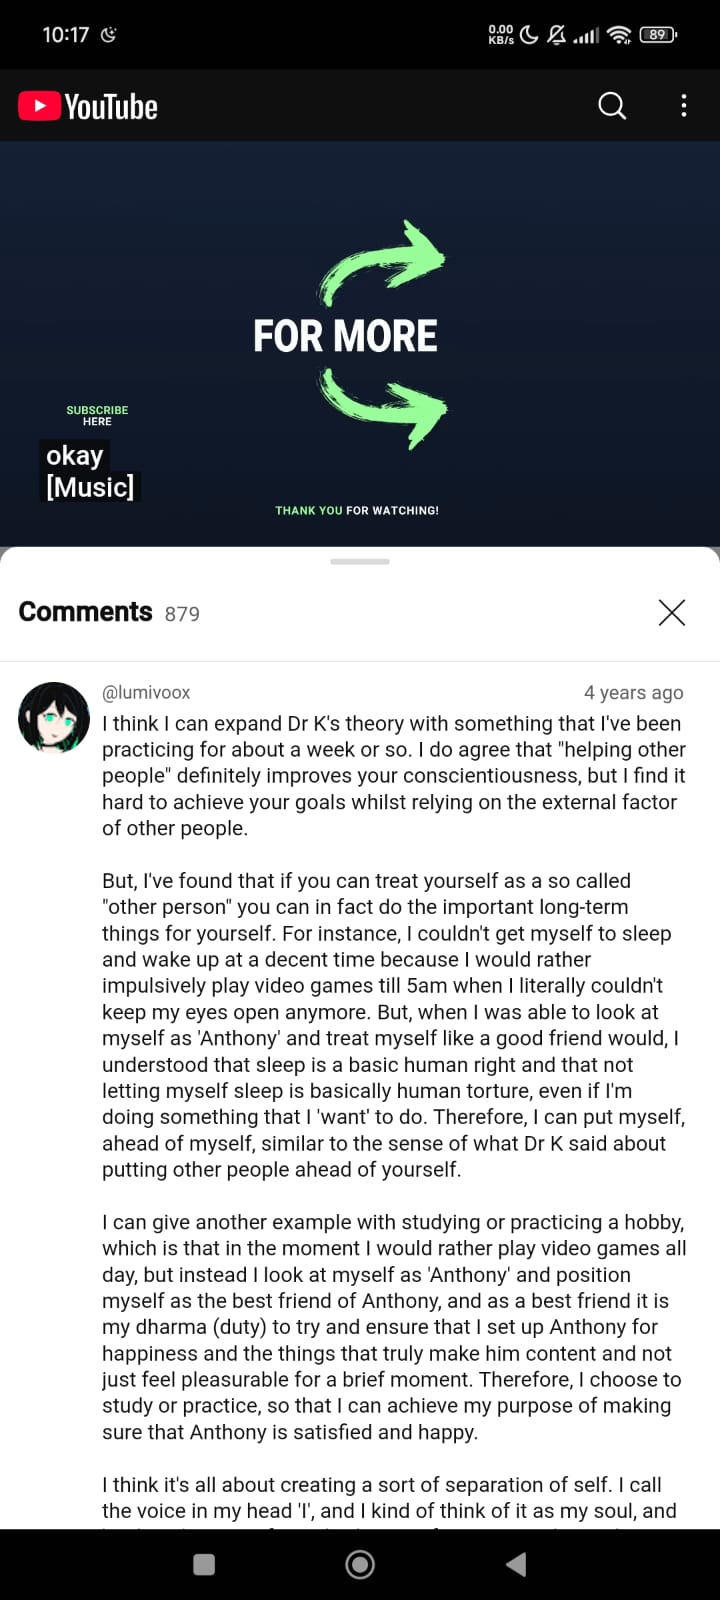 10:17
0.00
KB/s
89
YouTube
FOR MORE
SUBSCRIBE
HERE
okay
[Music]
THANK YOU FOR WATCHING!
Comments 879
@lumivoox 4 years ago
I think I can expand Dr K's theory with something that I've been
practicing for about a week or so. I do agree that "helping other
people" definitely improves your conscientiousness, but I find it
hard to achieve your goals whilst relying on the external factor
of other people.
But, I've found that if you can treat yourself as a so called
"other person" you can in fact do the important long-term
things for yourself. For instance, I couldn't get myself to sleep
and wake up at a decent time because I would rather
impulsively play video games till 5am when I literally couldn't
keep my eyes open anymore. But, when I was able to look at
myself as 'Anthony' and treat myself like a good friend would, I
understood that sleep is a basic human right and that not
letting myself sleep is basically human torture, even if I'm
doing something that I 'want' to do. Therefore, I can put myself,
ahead of myself, similar to the sense of what Dr K said about
putting other people ahead of yourself.
I can give another example with studying or practicing a hobby,
which is that in the moment I would rather play video games all
day, but instead I look at myself as 'Anthony' and position
myself as the best friend of Anthony, and as a best friend it is
my dharma (duty) to try and ensure that I set up Anthony for
happiness and the things that truly make him content and not
just feel pleasurable for a brief moment. Therefore, I choose to
study or practice, so that I can achieve my purpose of making
sure that Anthony is satisfied and happy.
I think it's all about creating a sort of separation of self. I call
the voice in my head 'I', and I kind of think of it as my soul, and